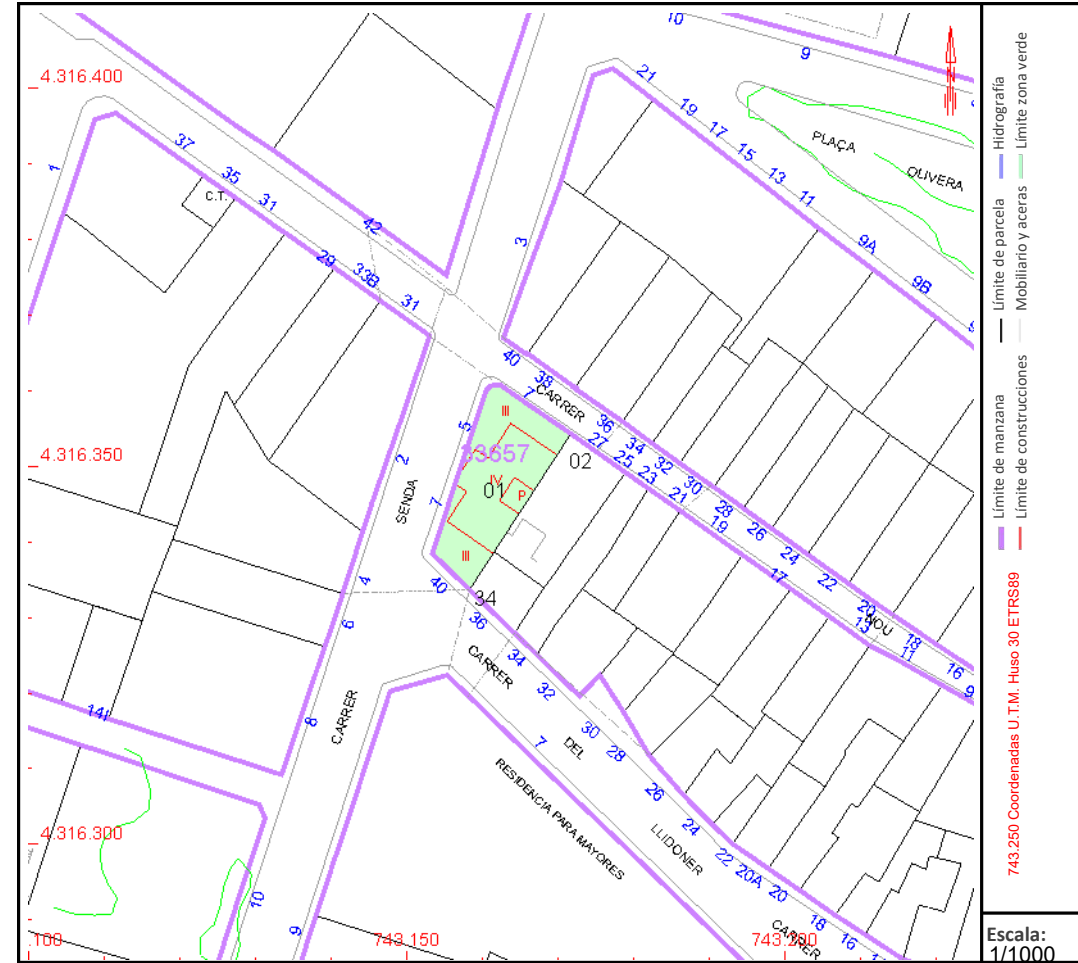 10
9
4.316.400
21
19
17
15
13
11
9A
9B
PLAÇA
OLIVERA
37
35
31
1
C.T.
42
29
33B
31
3
40
38
7
CARRER
36
34
32
30
28
26
24
22
20
18
16
9
27
25
23
21
19
17
13
11
NOU
III
5
33657
02
01
IV
P
7
III
4.316.350
2
SENDA
4
6
8
10
9
CARRER
14I
34
40
36
34
32
30
28
26
24
22
20A
20
18
16
CARRER
DEL
LLIDONER
CARRER
7
RESIDENCIA PARA MAYORES
4.316.300
.100
743.150
743.200
N
Límite de manzana
Límite de parcela
Hidrografía
Límite de construcciones
Mobiliario y aceras
Límite zona verde
743.250 Coordenadas U.T.M. Huso 30 ETRS89
Escala:
1/1000